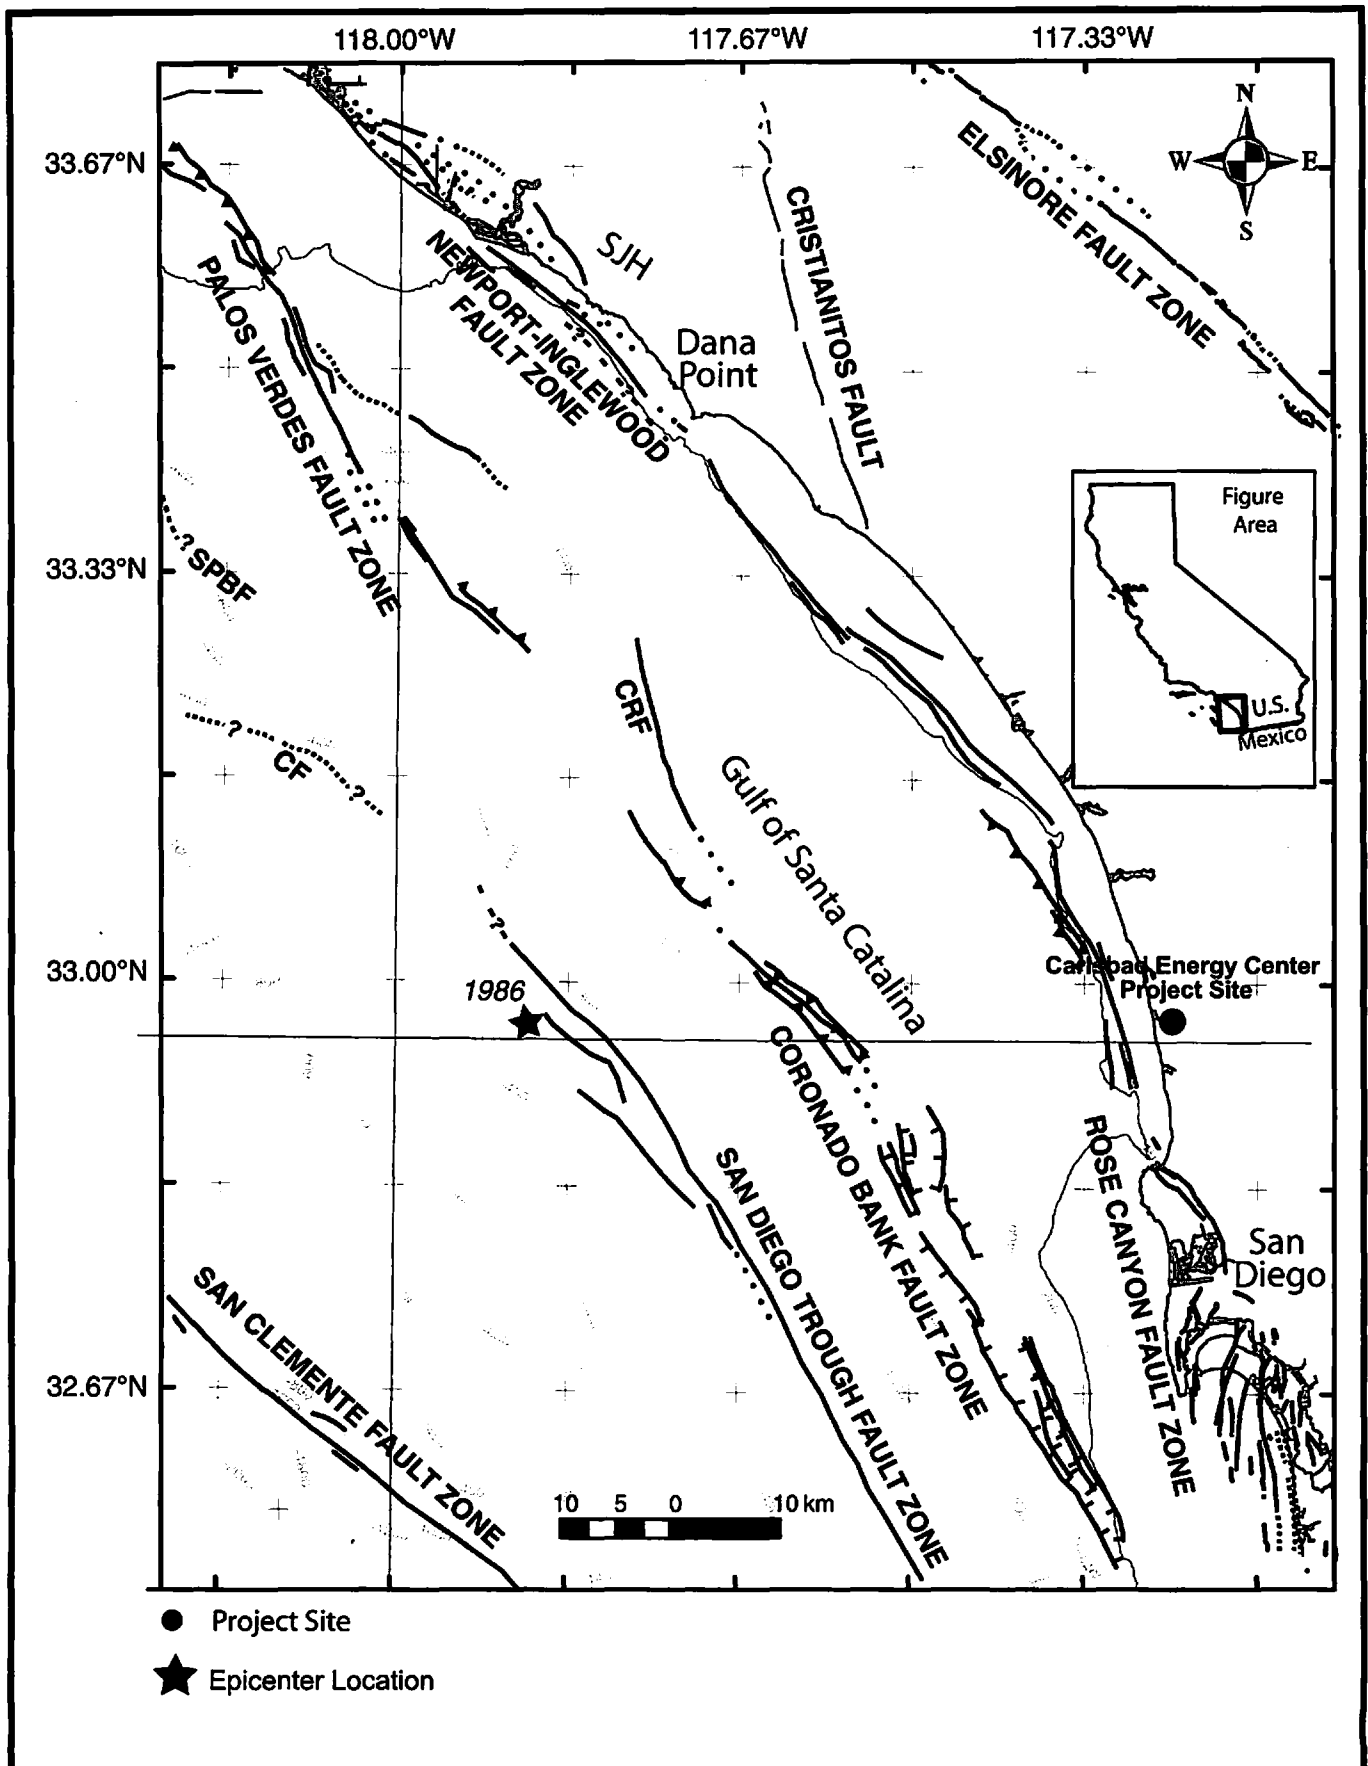 118.00°W
117.67°W
117.33°W
33.67°N
33.33°N
33.00°N
32.67°N
N
W
E
S
ELSINORE FAULT ZONE
CRISTIANITOS FAULT
SJH
NEWPORT-INGLEWOOD
FAULT ZONE
PALOS VERDES FAULT ZONE
Dana
Point
?
?
Figure
Area
U.S.
Mexico
? SPBF
?
CF
?
CRF
Gulf of Santa Catalina
?
1986
Carlsbad Energy Center
Project Site
CORONADO BANK FAULT ZONE
SAN DIEGO TROUGH FAULT ZONE
ROSE CANYON FAULT ZONE
San
Diego
SAN CLEMENTE FAULT ZONE
10 5 0 10 km
Project Site
Epicenter Location